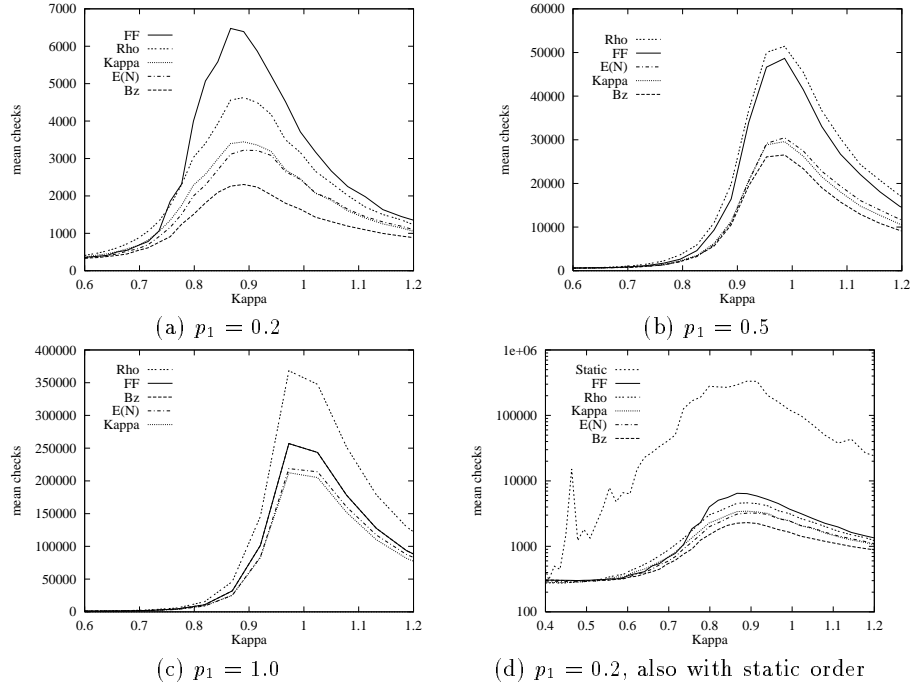 7000
6000
5000
4000
3000
2000
1000
0
mean checks
FF
Rho
Kappa
E(N)
Bz
0.6 0.7 0.8 0.9 1 1.1 1.2
Kappa
(a) p1 = 0.2
60000
50000
40000
30000
20000
10000
0
mean checks
Rho
FF
E(N)
Kappa
Bz
0.6 0.7 0.8 0.9 1 1.1 1.2
Kappa
(b) p1 = 0.5
400000
350000
300000
250000
200000
150000
100000
50000
0
mean checks
Rho
FF
Bz
E(N)
Kappa
0.6 0.7 0.8 0.9 1 1.1 1.2
Kappa
(c) p1 = 1.0
1e+06
100000
10000
1000
100
mean checks
Static
FF
Rho
Kappa
E(N)
Bz
0.4 0.5 0.6 0.7 0.8 0.9 1 1.1 1.2
Kappa
(d) p1 = 0.2, also with static order